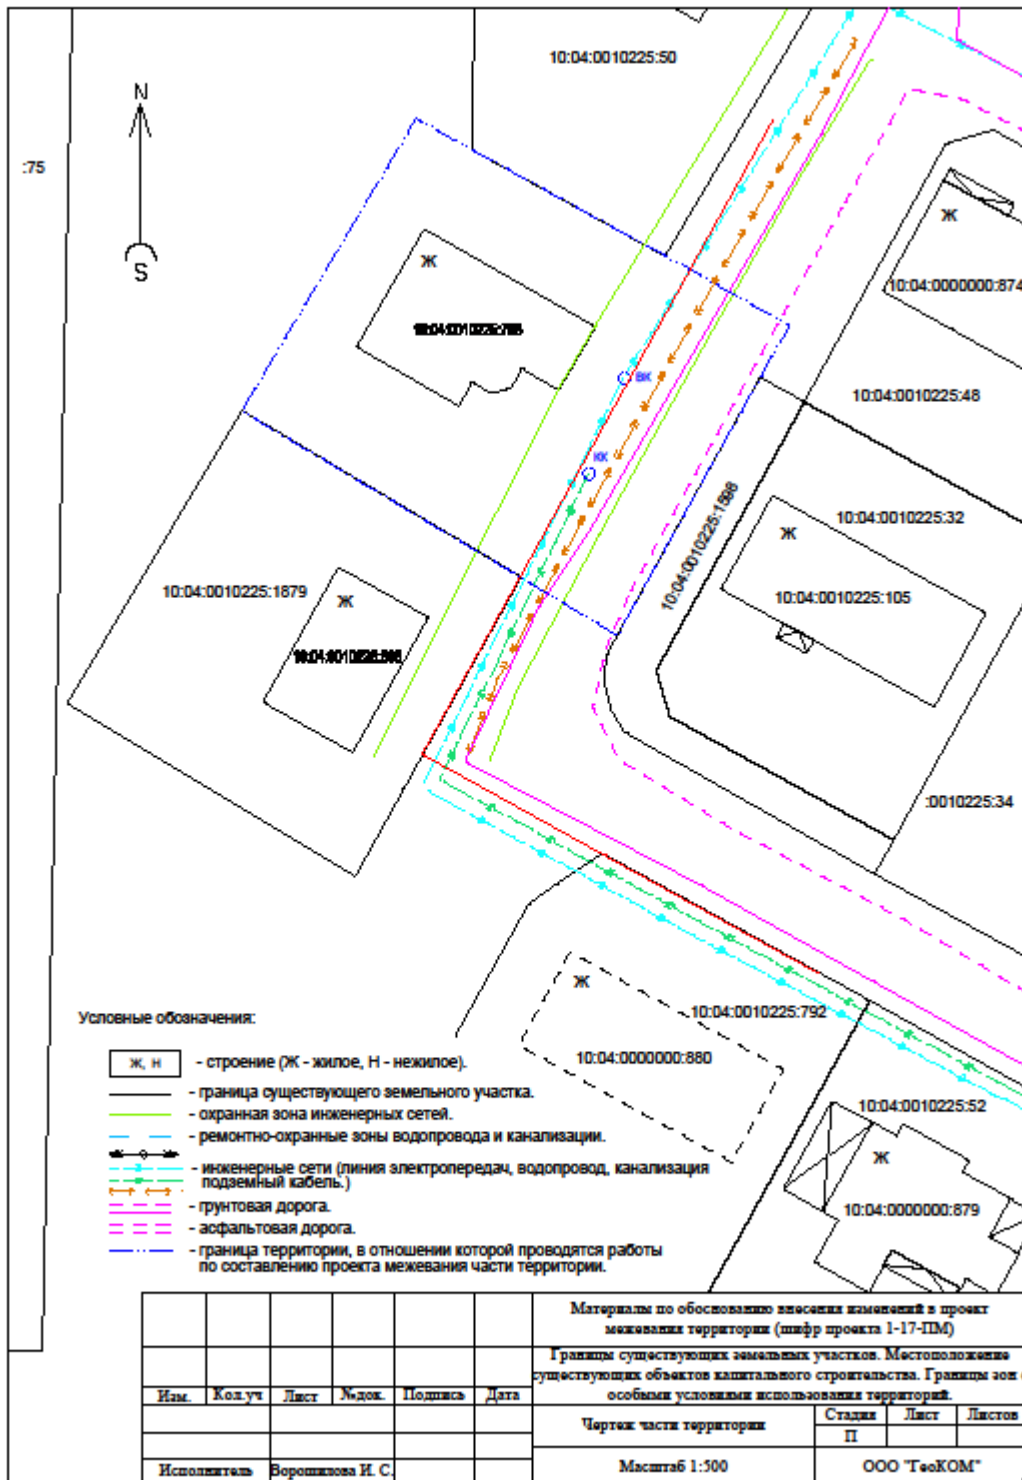 10:04:0010225:50
N
:75
S
Ж
10:04:0000000:874
Ж
ВК
10:04:0010225:48
КК
10:04:0010225:1596
10:04:0010225:32
Ж
10:04:0010225:105
10:04:0010225:1879
Ж
:0010225:34
Ж
10:04:0010225:792
10:04:0000000:880
10:04:0010225:52
Ж
10:04:0000000:879
Условные обозначения:
Ж, Н - строение (Ж - жилое, Н - нежилое).
- граница существующего земельного участка.
- охранная зона инженерных сетей.
- ремонтно-охранные зоны водопровода и канализации.
- инженерные сети (линия электропередач, водопровод, канализация
подземный кабель.)
- грунтовая дорога.
- асфальтовая дорога.
- граница территории, в отношении которой проводятся работы
по составлению проекта межевания части территории.
Материалы по обоснованию внесения изменений в проект
межевания территории (шифр проекта 1-17-ПМ)
Границы существующих земельных участков. Местоположение
существующих объектов капитального строительства. Границы зон с
особыми условиями использования территорий.
Изм. Кол.уч Лист №док. Подпись Дата
Чертеж части территории
Стадия Лист Листов
П
Исполнитель Ворошилова И. С.
Масштаб 1:500
ООО "ГеоКОМ"